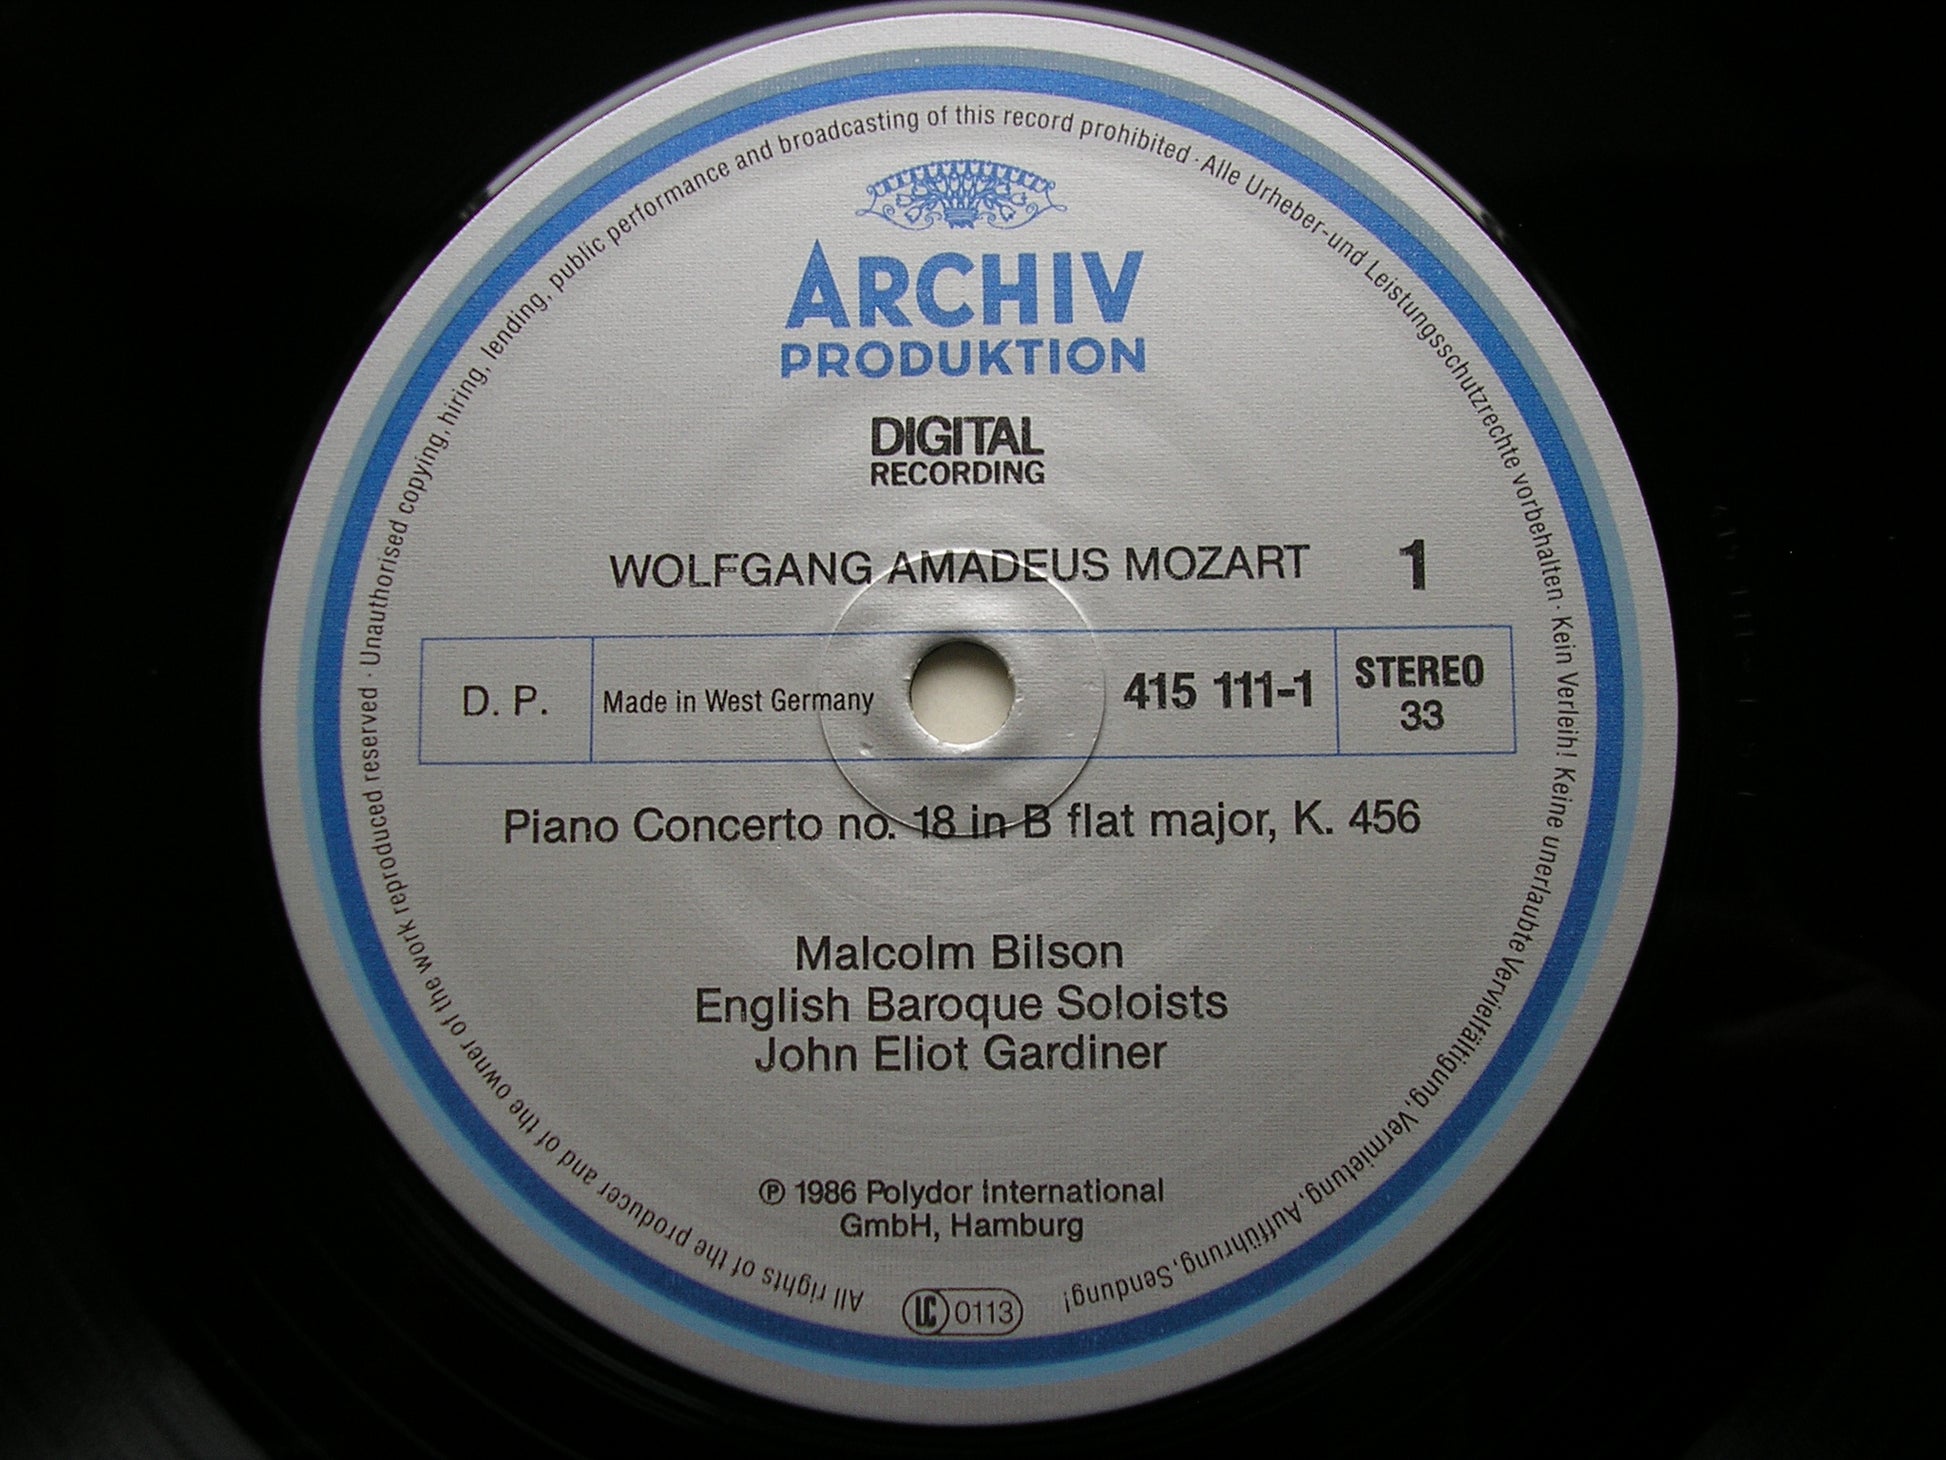 All rights of the producer and of the owner of the work reproduced reserved · Unauthorised copying, hiring, lending, public performance and broadcasting of this record prohibited · Alle Urheber- und Leistungsschutzrechte vorbehalten · Kein Verleih! Keine unerlaubte Vervielfältigung, Vermietung, Aufführung, Sendung!
ARCHIV
PRODUKTION
DIGITAL
RECORDING
WOLFGANG AMADEUS MOZART 1
D. P. Made in West Germany 415 111-1 STEREO
33
Piano Concerto no. 18 in B flat major, K. 456
Malcolm Bilson
English Baroque Soloists
John Eliot Gardiner
℗ 1986 Polydor International
GmbH, Hamburg
LC 0113